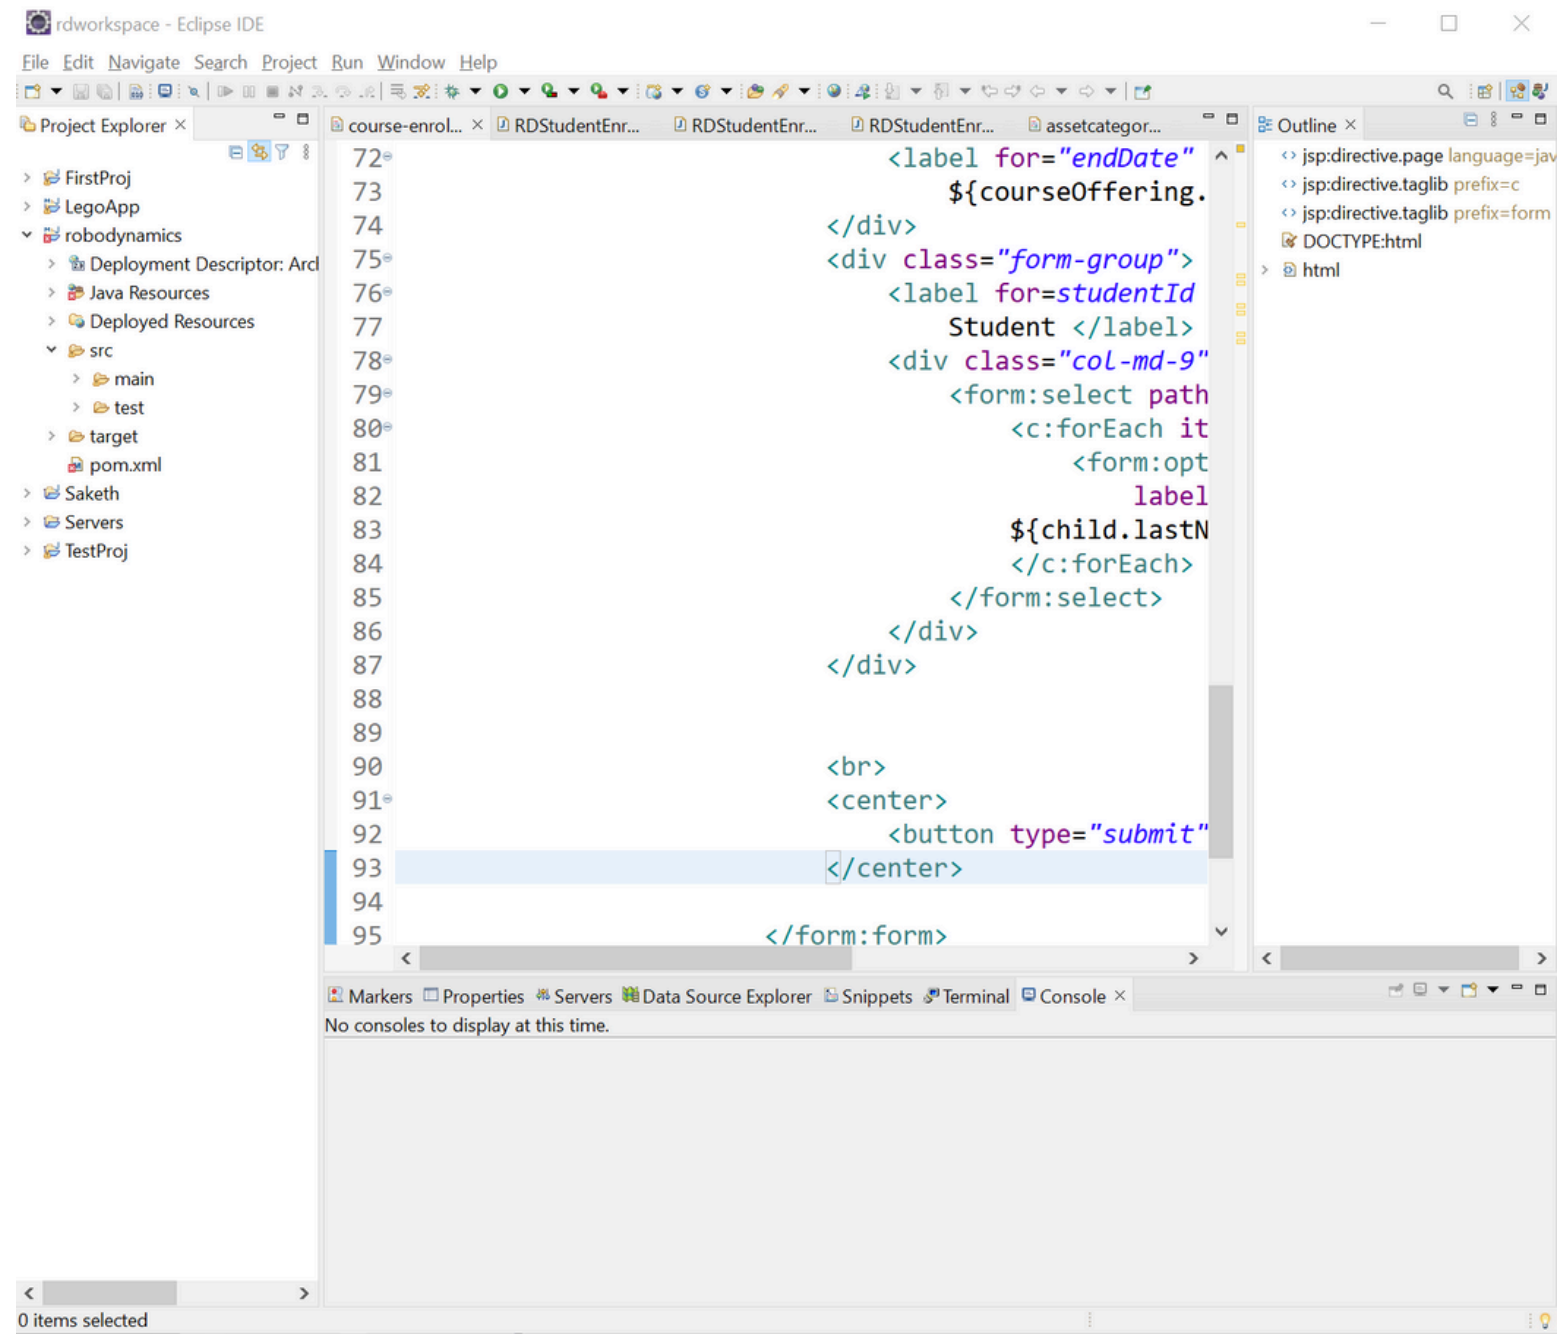 rdworkspace - Eclipse IDE
File Edit Navigate Search Project Run Window Help
Project Explorer
FirstProj
LegoApp
robodynamics
Deployment Descriptor: Arcl
Java Resources
Deployed Resources
src
main
test
target
pom.xml
Saketh
Servers
TestProj
course-enrol... RDStudentEnr... RDStudentEnr... RDStudentEnr... assetcategor...
72 <label for="endDate"
73 ${courseOffering.
74 </div>
75 <div class="form-group">
76 <label for=studentId
77 Student </label>
78 <div class="col-md-9"
79 <form:select path
80 <c:forEach it
81 <form:opt
82 label
83 ${child.lastN
84 </c:forEach>
85 </form:select>
86 </div>
87 </div>
88
89
90 <br>
91 <center>
92 <button type="submit"
93 </center>
94
95 </form:form>
Outline
jsp:directive.page language=jav
jsp:directive.taglib prefix=c
jsp:directive.taglib prefix=form
DOCTYPE:html
html
Markers Properties Servers Data Source Explorer Snippets Terminal Console
No consoles to display at this time.
0 items selected